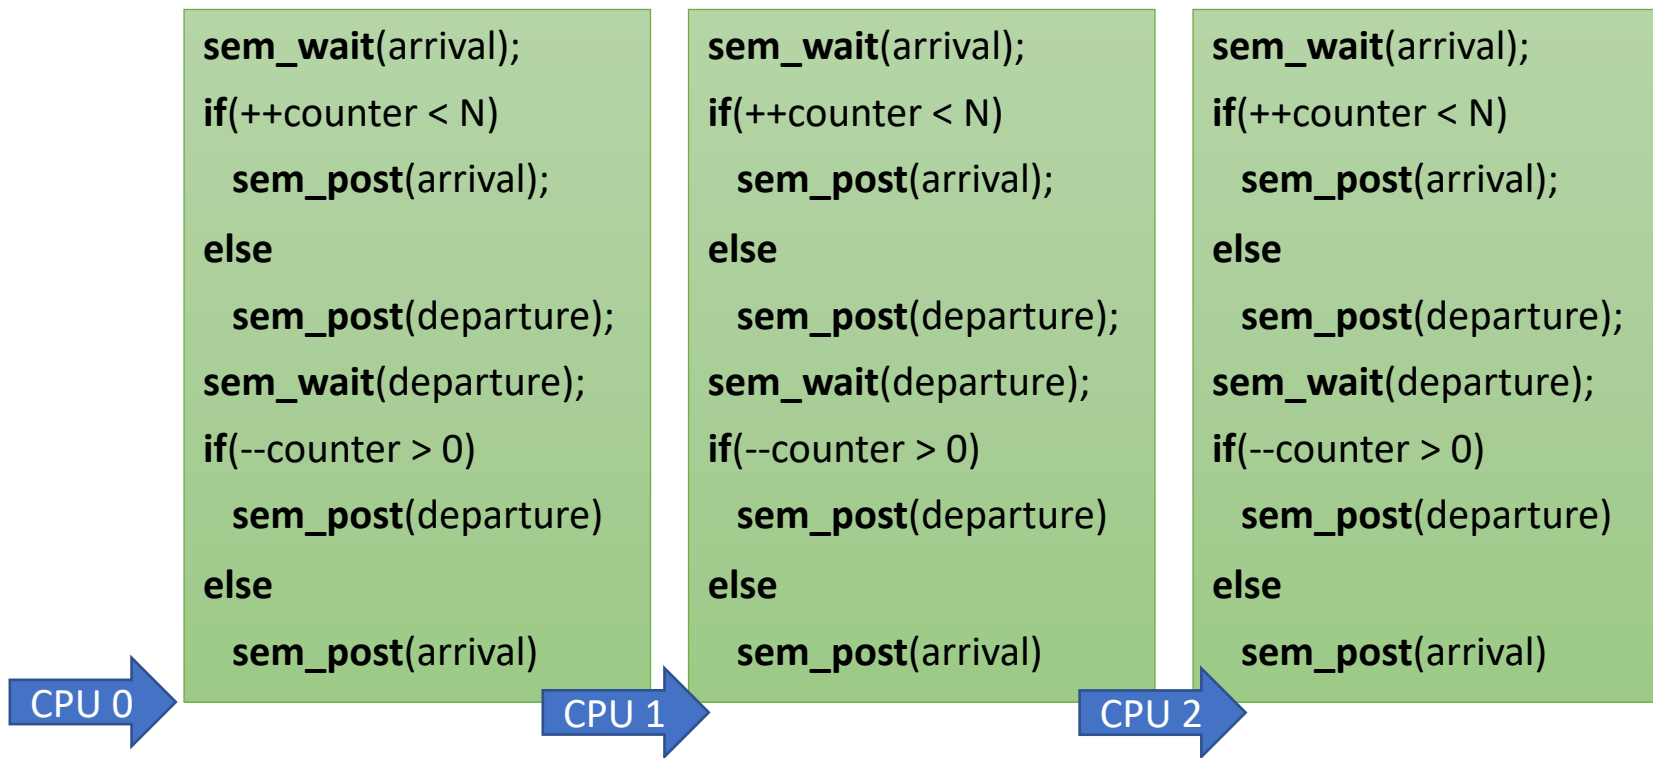 sem_wait(arrival);
if(++counter < N)
sem_post(arrival);
else
sem_post(departure);
sem_wait(departure);
if(--counter > 0)
sem_post(departure)
else
sem_post(arrival)
CPU 0
sem_wait(arrival);
if(++counter < N)
sem_post(arrival);
else
sem_post(departure);
sem_wait(departure);
if(--counter > 0)
sem_post(departure)
else
sem_post(arrival)
CPU 1
sem_wait(arrival);
if(++counter < N)
sem_post(arrival);
else
sem_post(departure);
sem_wait(departure);
if(--counter > 0)
sem_post(departure)
else
sem_post(arrival)
CPU 2